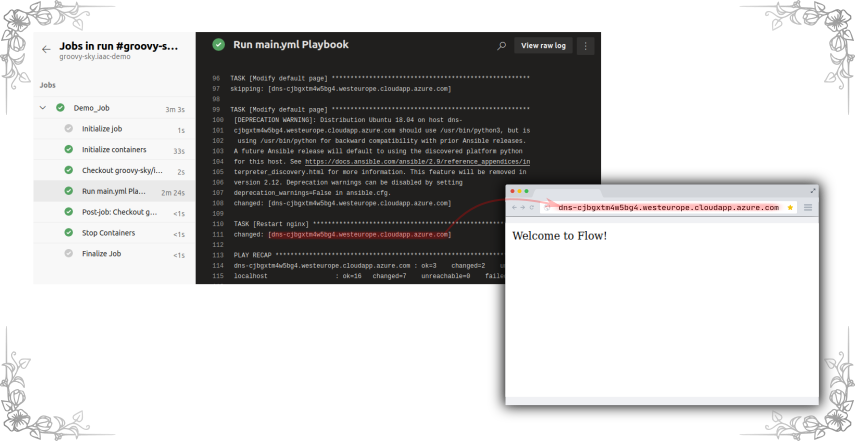 Jobs in run #groovy-s...
groovy-sky.iaac-demo
Jobs
Demo_Job 3m 3s
Initialize job 1s
Initialize containers 33s
Checkout groovy-sky/i... 2s
Run main.yml Pla... 2m 24s
Post-job: Checkout g... <1s
Stop Containers <1s
Finalize Job <1s
Run main.yml Playbook
View raw log
96 TASK [Modify default page] *****************************************************
97 skipping: [dns-cjbgxtm4w5bg4.westeurope.cloudapp.azure.com]
98
99 TASK [Modify default page] *****************************************************
100 [DEPRECATION WARNING]: Distribution Ubuntu 18.04 on host dns-
101 cjbgxtm4w5bg4.westeurope.cloudapp.azure.com should use /usr/bin/python3, but is
102 using /usr/bin/python for backward compatibility with prior Ansible releases.
103 A future Ansible release will default to using the discovered platform python
104 for this host. See https://docs.ansible.com/ansible/2.9/reference_appendices/in
105 terpreter_discovery.html for more information. This feature will be removed in
106 version 2.12. Deprecation warnings can be disabled by setting
107 deprecation_warnings=False in ansible.cfg.
108 changed: [dns-cjbgxtm4w5bg4.westeurope.cloudapp.azure.com]
109
110 TASK [Restart nginx] ***********************************************
111 changed: [dns-cjbgxtm4w5bg4.westeurope.cloudapp.azure.com]
112
113 PLAY RECAP *********************************************************
114 dns-cjbgxtm4w5bg4.westeurope.cloudapp.azure.com : ok=3 changed=2
115 localhost : ok=16 changed=7 unreachable=0
dns-cjbgxtm4w5bg4.westeurope.cloudapp.azure.com
Welcome to Flow!